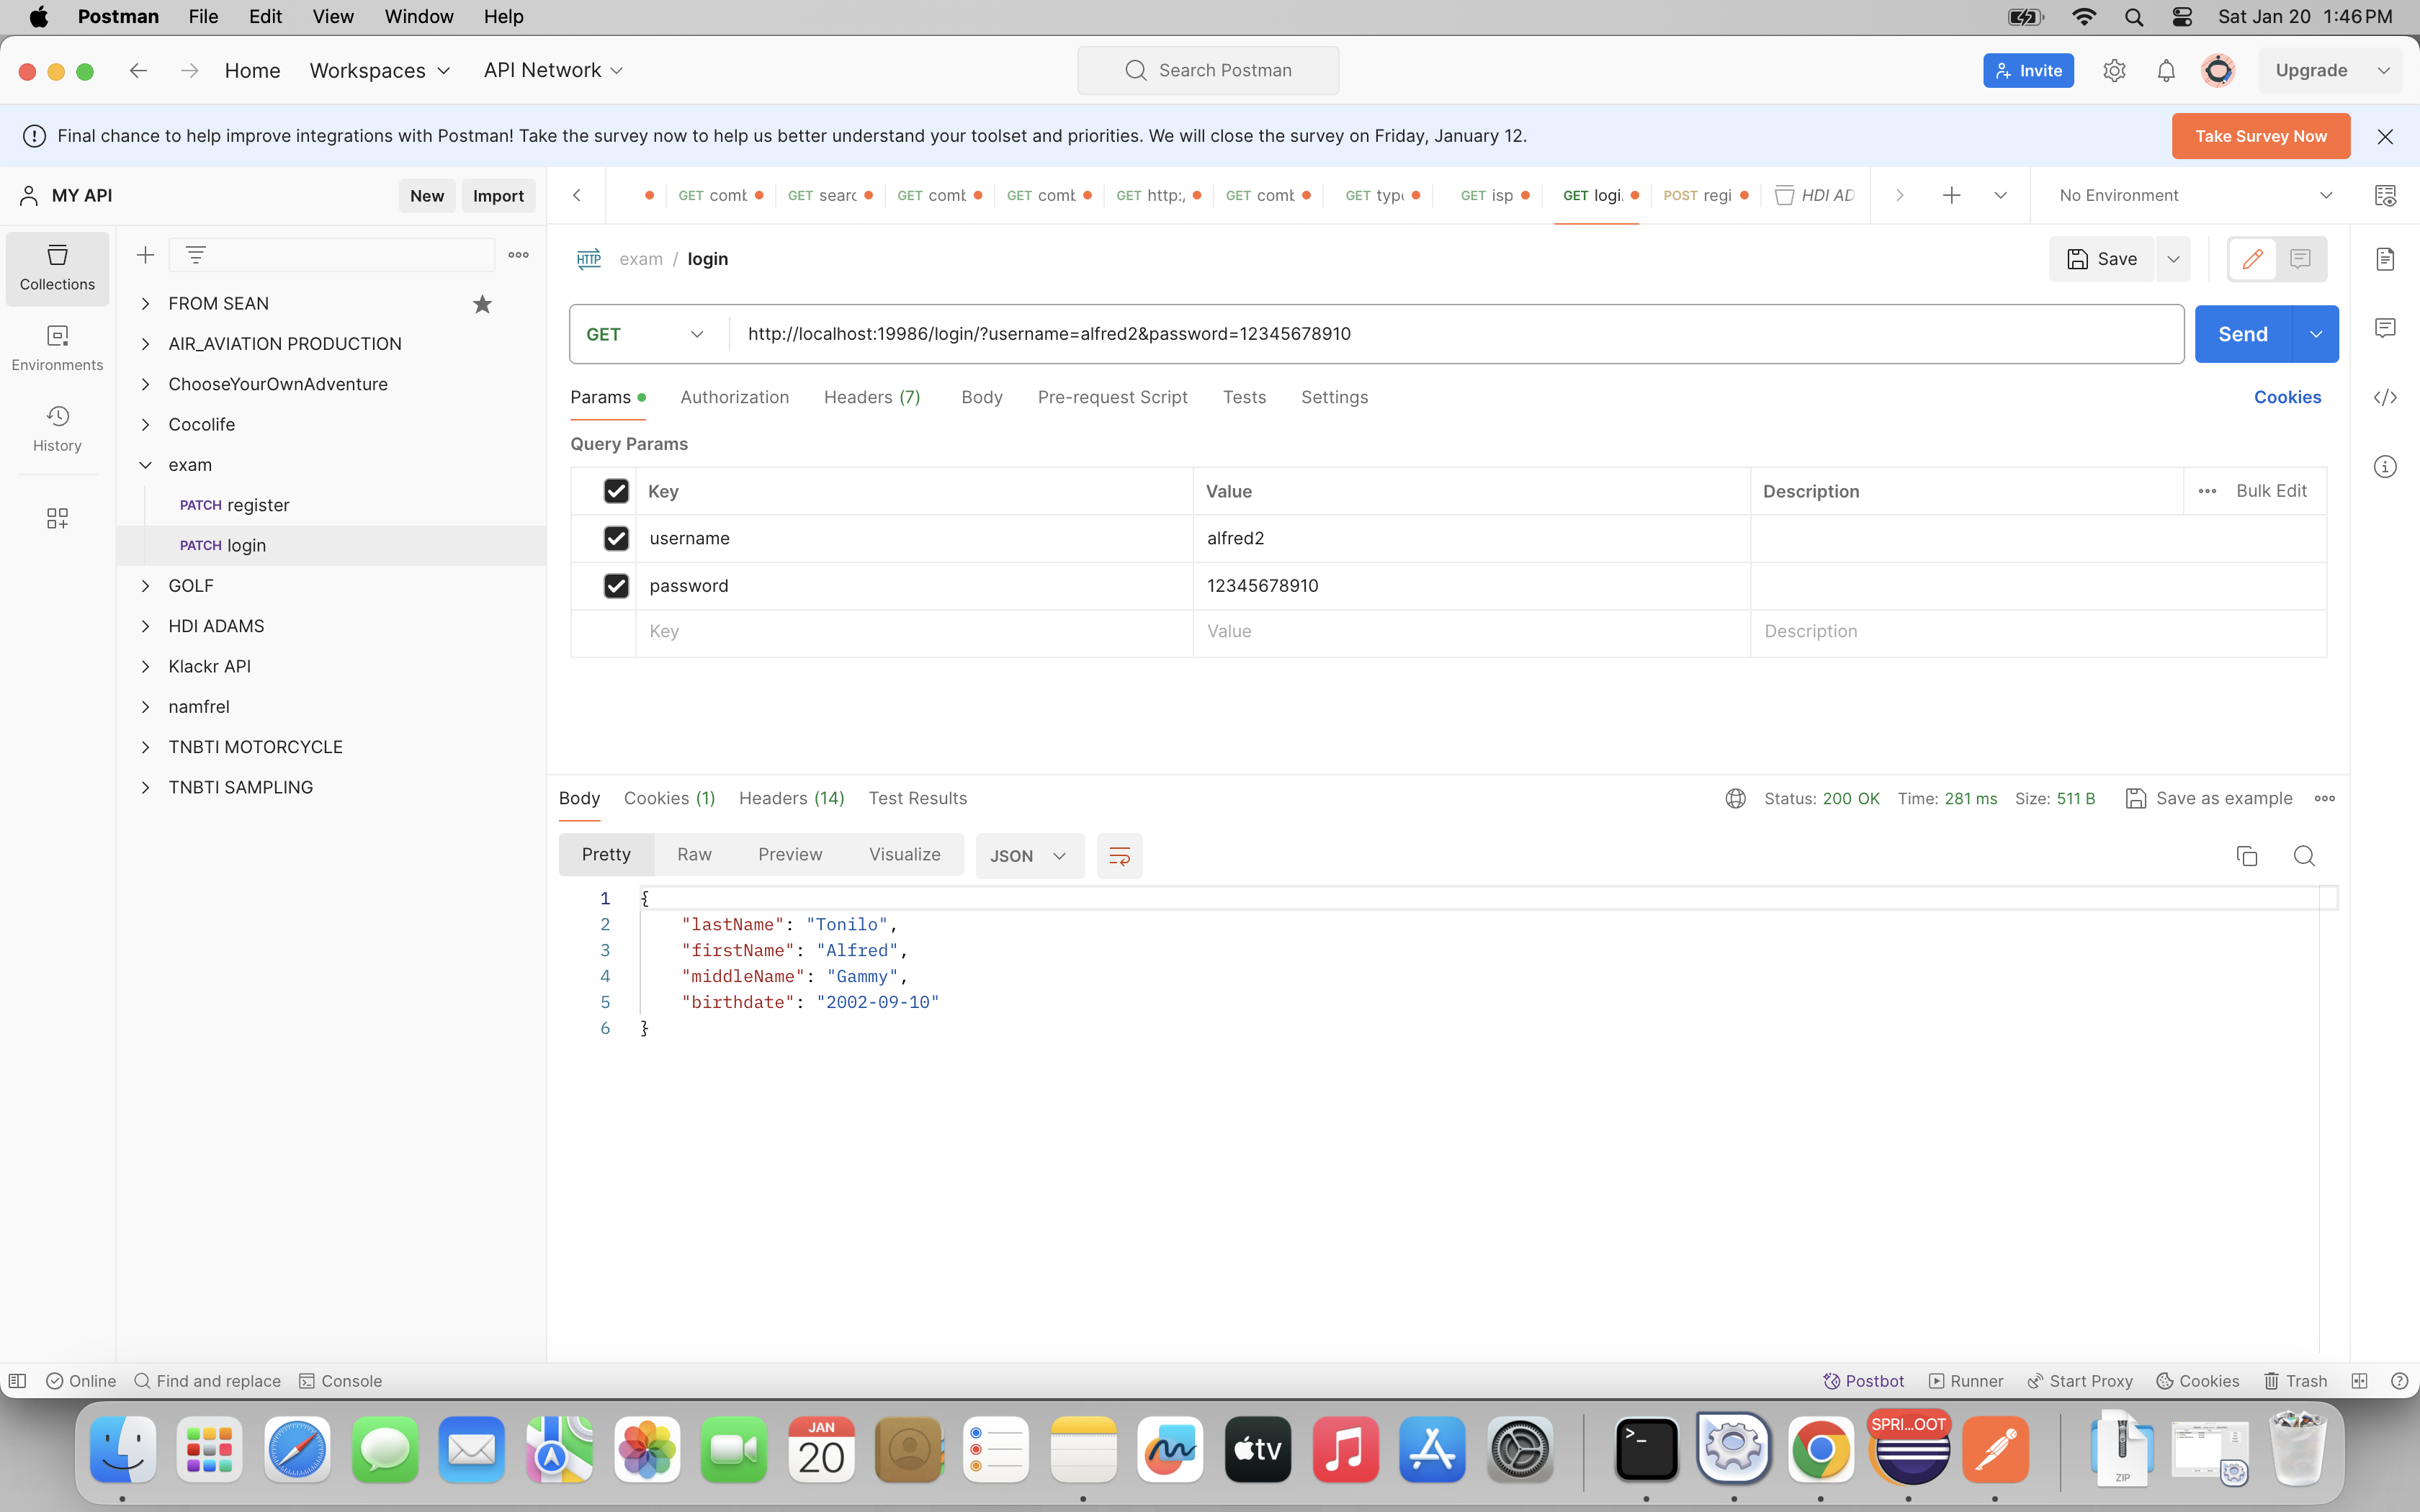 Postman File Edit View Window Help
Sat Jan 20 1:46 PM
Home Workspaces API Network
Search Postman
Invite
Upgrade
Final chance to help improve integrations with Postman! Take the survey now to help us better understand your toolset and priorities. We will close the survey on Friday, January 12.
Take Survey Now
MY API
New Import
GET coml GET searc GET coml GET coml GET http:, GET coml GET type GET isp GET logi. POST regi HDI AD
No Environment
Collections
Environments
History
FROM SEAN
AIR_AVIATION PRODUCTION
ChooseYourOwnAdventure
Cocolife
exam
PATCH register
PATCH login
GOLF
HDI ADAMS
Klackr API
namfrel
TNBTI MOTORCYCLE
TNBTI SAMPLING
HTTP exam / login
Save
GET http://localhost:19986/login/?username=alfred2&password=12345678910
Send
Params Authorization Headers (7) Body Pre-request Script Tests Settings
Cookies
Query Params
Key Value Description Bulk Edit
username alfred2
password 12345678910
Key Value Description
Body Cookies (1) Headers (14) Test Results
Status: 200 OK Time: 281 ms Size: 511 B Save as example
Pretty Raw Preview Visualize JSON
1 {
2 "lastName": "Tonilo",
3 "firstName": "Alfred",
4 "middleName": "Gammy",
5 "birthdate": "2002-09-10"
6 }
Online Find and replace Console
Postbot Runner Start Proxy Cookies Trash
JAN
20
tv
SPRI...OOT
ZIP